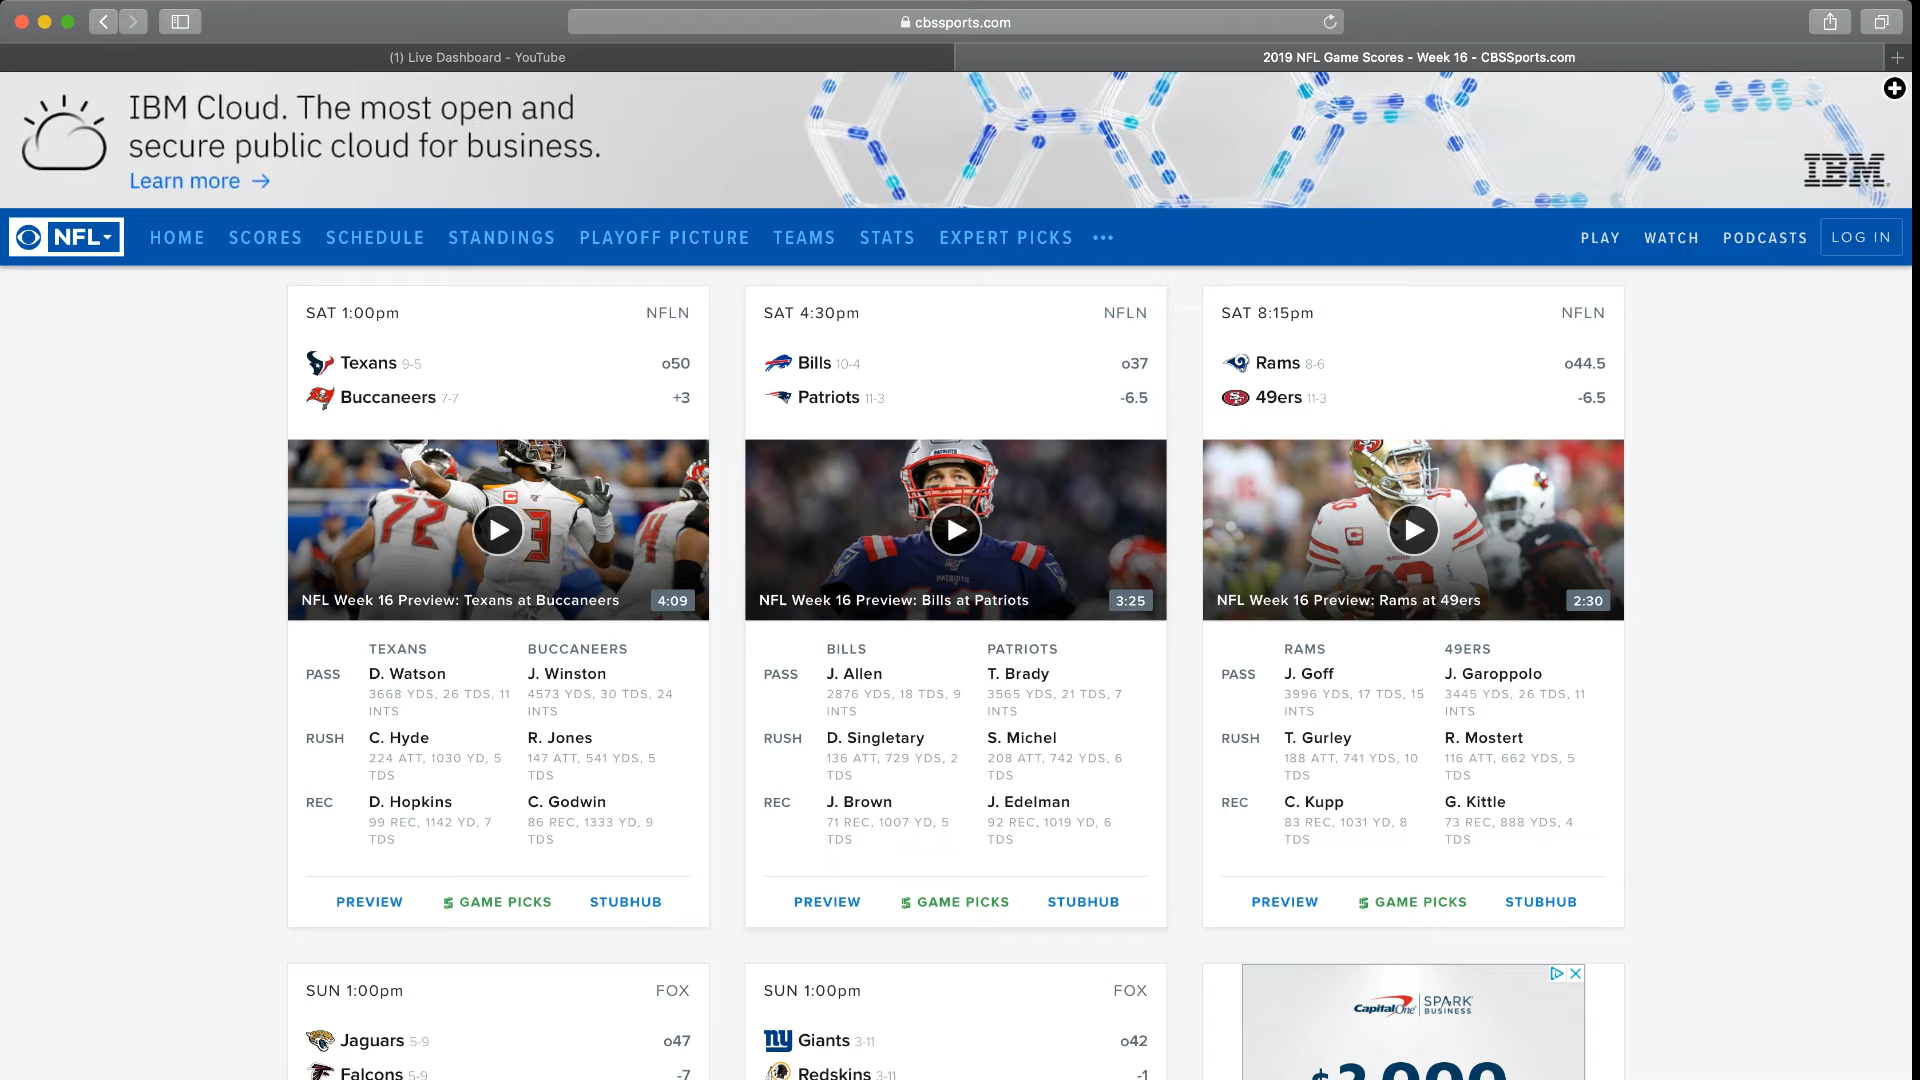 cbssports.com
(1) Live Dashboard - YouTube
2019 NFL Game Scores - Week 16 - CBSSports.com
IBM Cloud. The most open and
secure public cloud for business.
Learn more →
IBM
NFL HOME SCORES SCHEDULE STANDINGS PLAYOFF PICTURE TEAMS STATS EXPERT PICKS ••• PLAY WATCH PODCASTS LOG IN
SAT 1:00pm NFLN
Texans 9-5 o50
Buccaneers 7-7 +3
72 3
NFL Week 16 Preview: Texans at Buccaneers 4:09
TEXANS BUCCANEERS
PASS D. Watson J. Winston
3668 YDS, 26 TDS, 11 4573 YDS, 30 TDS, 24
INTS INTS
RUSH C. Hyde R. Jones
224 ATT, 1030 YD, 5 147 ATT, 541 YDS, 5
TDS TDS
REC D. Hopkins C. Godwin
99 REC, 1142 YD, 7 86 REC, 1333 YD, 9
TDS TDS
PREVIEW GAME PICKS STUBHUB
SAT 4:30pm NFLN
Bills 10-4 o37
Patriots 11-3 -6.5
PATRIOTS
PATRIOTS
NFL Week 16 Preview: Bills at Patriots 3:25
BILLS PATRIOTS
PASS J. Allen T. Brady
2876 YDS, 18 TDS, 9 3565 YDS, 21 TDS, 7
INTS INTS
RUSH D. Singletary S. Michel
136 ATT, 729 YDS, 2 208 ATT, 742 YDS, 6
TDS TDS
REC J. Brown J. Edelman
71 REC, 1007 YD, 5 92 REC, 1019 YD, 6
TDS TDS
PREVIEW GAME PICKS STUBHUB
SAT 8:15pm NFLN
Rams 8-6 o44.5
49ers 11-3 -6.5
10
NFL Week 16 Preview: Rams at 49ers 2:30
RAMS 49ERS
PASS J. Goff J. Garoppolo
3996 YDS, 17 TDS, 15 3445 YDS, 26 TDS, 11
INTS INTS
RUSH T. Gurley R. Mostert
188 ATT, 741 YDS, 10 116 ATT, 662 YDS, 5
TDS TDS
REC C. Kupp G. Kittle
83 REC, 1031 YD, 8 73 REC, 888 YDS, 4
TDS TDS
PREVIEW GAME PICKS STUBHUB
SUN 1:00pm FOX
Jaguars 5-9 o47
Falcons 5-9 -7
SUN 1:00pm FOX
ny Giants 3-11 o42
Redskins 3-11 -1
Capital One SPARK
BUSINESS